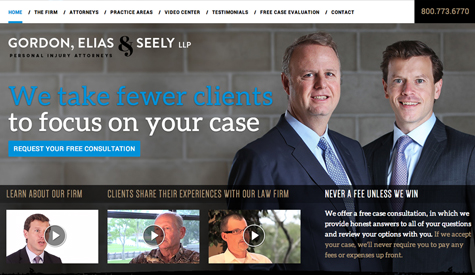 HOME / THE FIRM / ATTORNEYS / PRACTICE AREAS / VIDEO CENTER / TESTIMONIALS / FREE CASE EVALUATION / CONTACT
800.773.6770
GORDON, ELIAS & SEELY LLP
PERSONAL INJURY ATTORNEYS
We take fewer clients
to focus on your case
REQUEST YOUR FREE CONSULTATION
LEARN ABOUT OUR FIRM
CLIENTS SHARE THEIR EXPERIENCES WITH OUR LAW FIRM
NEVER A FEE UNLESS WE WIN
We offer a free case consultation, in which we
provide honest answers to all of your questions
and review your options with you. If we accept
your case, we'll never require you to pay any
fees or expenses up front.